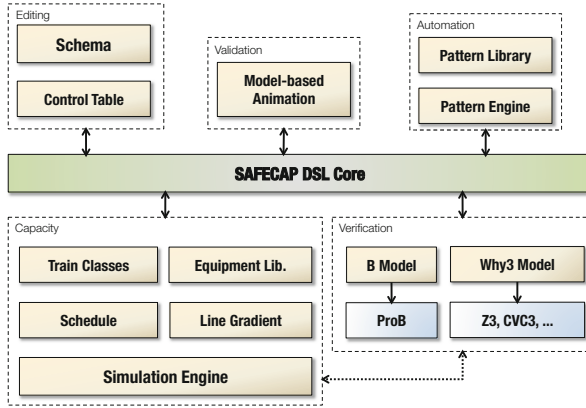 Editing
Schema
Control Table
Validation
Model-based
Animation
Automation
Pattern Library
Pattern Engine
SAFECAP DSL Core
Capacity
Train Classes
Equipment Lib.
Schedule
Line Gradient
Simulation Engine
Verification
B Model
Why3 Model
ProB
Z3, CVC3, ...